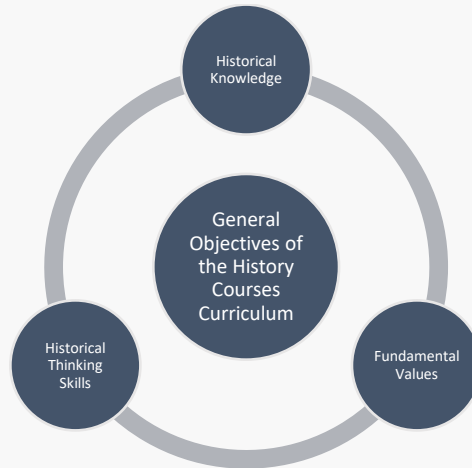 Historical
Knowledge
General
Objectives of
the History
Courses
Curriculum
Historical
Thinking
Skills
Fundamental
Values